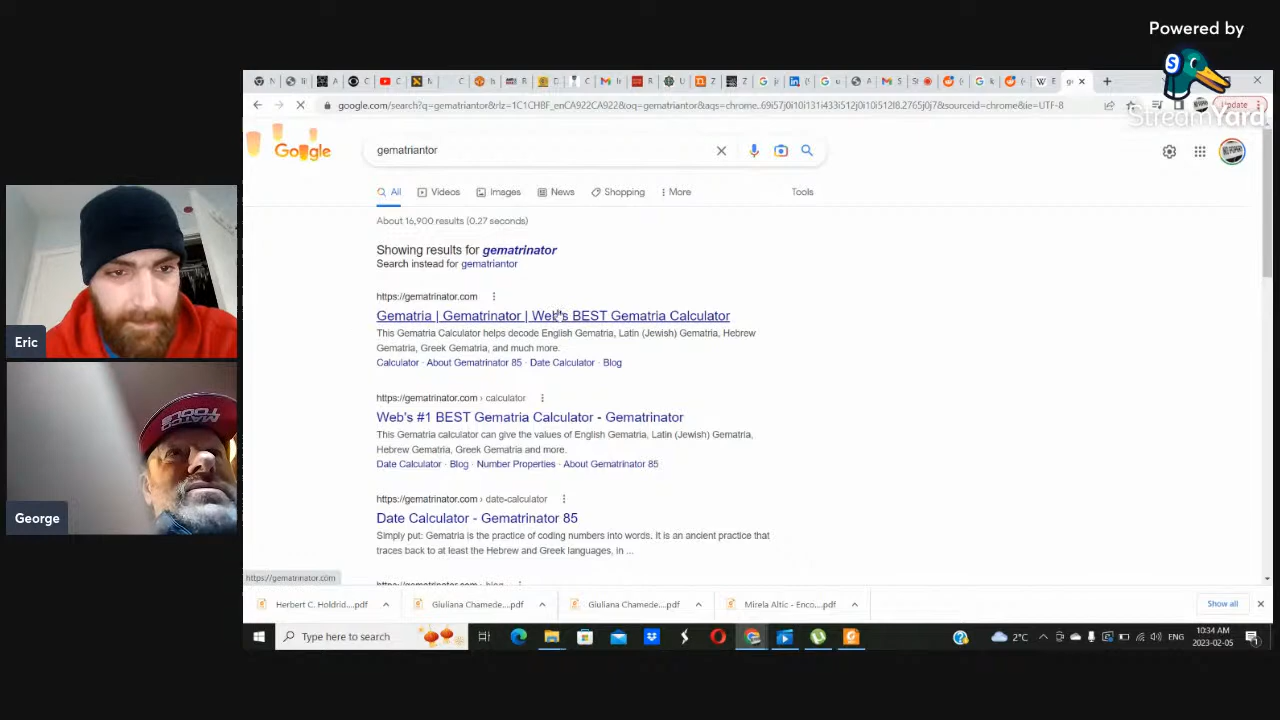 Powered by
StreamYard
google.com/search?q=gematriantor&rlz=1C1CHBF_enCA922CA922&oq=gematriantor&aqs=chrome..69i57j0i10i131i433i512j0i10i512l8.2765j0j7&sourceid=chrome&ie=UTF-8
Update
Google
gematriantor
All
Videos
Images
News
Shopping
More
Tools
About 16,900 results (0.27 seconds)
Showing results for gematrinator
Search instead for gematriantor
https://gematrinator.com
Gematria | Gematrinator | Web's BEST Gematria Calculator
This Gematria Calculator helps decode English Gematria, Latin (Jewish) Gematria, Hebrew
Gematria, Greek Gematria, and much more.
Calculator · About Gematrinator 85 · Date Calculator · Blog
https://gematrinator.com › calculator
Web's #1 BEST Gematria Calculator - Gematrinator
This Gematria calculator can give the values of English Gematria, Latin (Jewish) Gematria,
Hebrew Gematria, Greek Gematria and more.
Date Calculator · Blog · Number Properties · About Gematrinator 85
https://gematrinator.com › date-calculator
Date Calculator - Gematrinator 85
Simply put: Gematria is the practice of coding numbers into words. It is an ancient practice that
traces back to at least the Hebrew and Greek languages, in ...
https://gematrinator.com › blog
https://gematrinator.com
Eric
MATCO
TOOLS
George
Herbert C. Holdrid....pdf
Giuliana Chamede....pdf
Giuliana Chamede....pdf
Mirela Altic - Enco....pdf
Show all
Type here to search
2°C
ENG
10:34 AM
2023-02-05